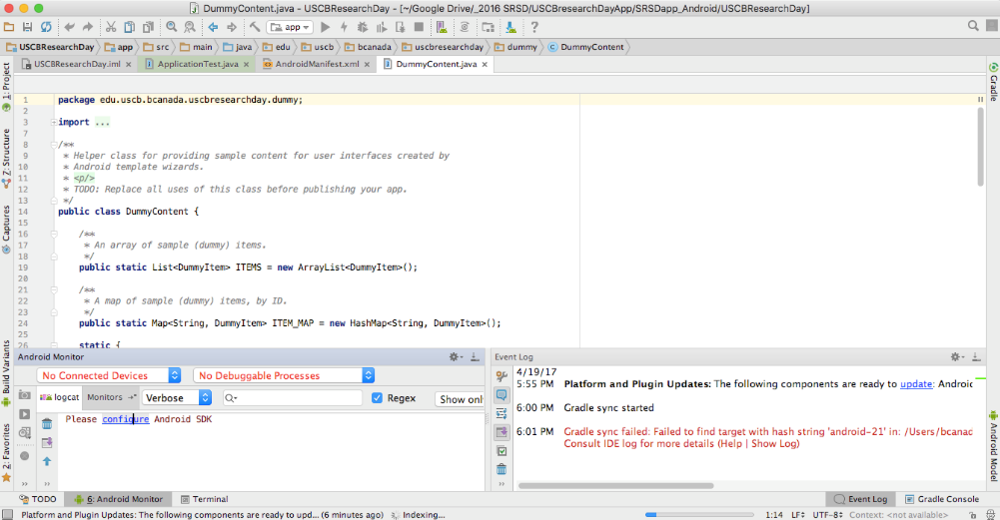 DummyContent.java - USCBResearchDay - [~/Google Drive/_2016 SRSD/USCBresearchDayApp/SRSDapp_Android/USCBResearchDay]
app
USCBResearchDay app src main java edu uscb bcanada uscbresearchday dummy DummyContent
USCBResearchDay.iml ApplicationTest.java AndroidManifest.xml DummyContent.java
1: Project
Z: Structure
Captures
Build Variants
2: Favorites
1 package edu.uscb.bcanada.uscbresearchday.dummy;
2
3 import ...
7
8 /**
9 * Helper class for providing sample content for user interfaces created by
10 * Android template wizards.
11 * <p/>
12 * TODO: Replace all uses of this class before publishing your app.
13 */
14 public class DummyContent {
15
16 /**
17 * An array of sample (dummy) items.
18 */
19 public static List<DummyItem> ITEMS = new ArrayList<DummyItem>();
20
21 /**
22 * A map of sample (dummy) items, by ID.
23 */
24 public static Map<String, DummyItem> ITEM_MAP = new HashMap<String, DummyItem>();
25
26 static {
Gradle
Android Model
Android Monitor
No Connected Devices No Debuggable Processes
logcat Monitors Verbose Regex Show onl
Please configure Android SDK
Event Log
4/19/17
5:55 PM Platform and Plugin Updates: The following components are ready to update: Androic
6:00 PM Gradle sync started
6:01 PM Gradle sync failed: Failed to find target with hash string 'android-21' in: /Users/bcanad
Consult IDE log for more details (Help | Show Log)
TODO 6: Android Monitor Terminal Event Log Gradle Console
Platform and Plugin Updates: The following components are ready to upd... (6 minutes ago) Indexing... 1:14 LF UTF-8 Context: <not available>